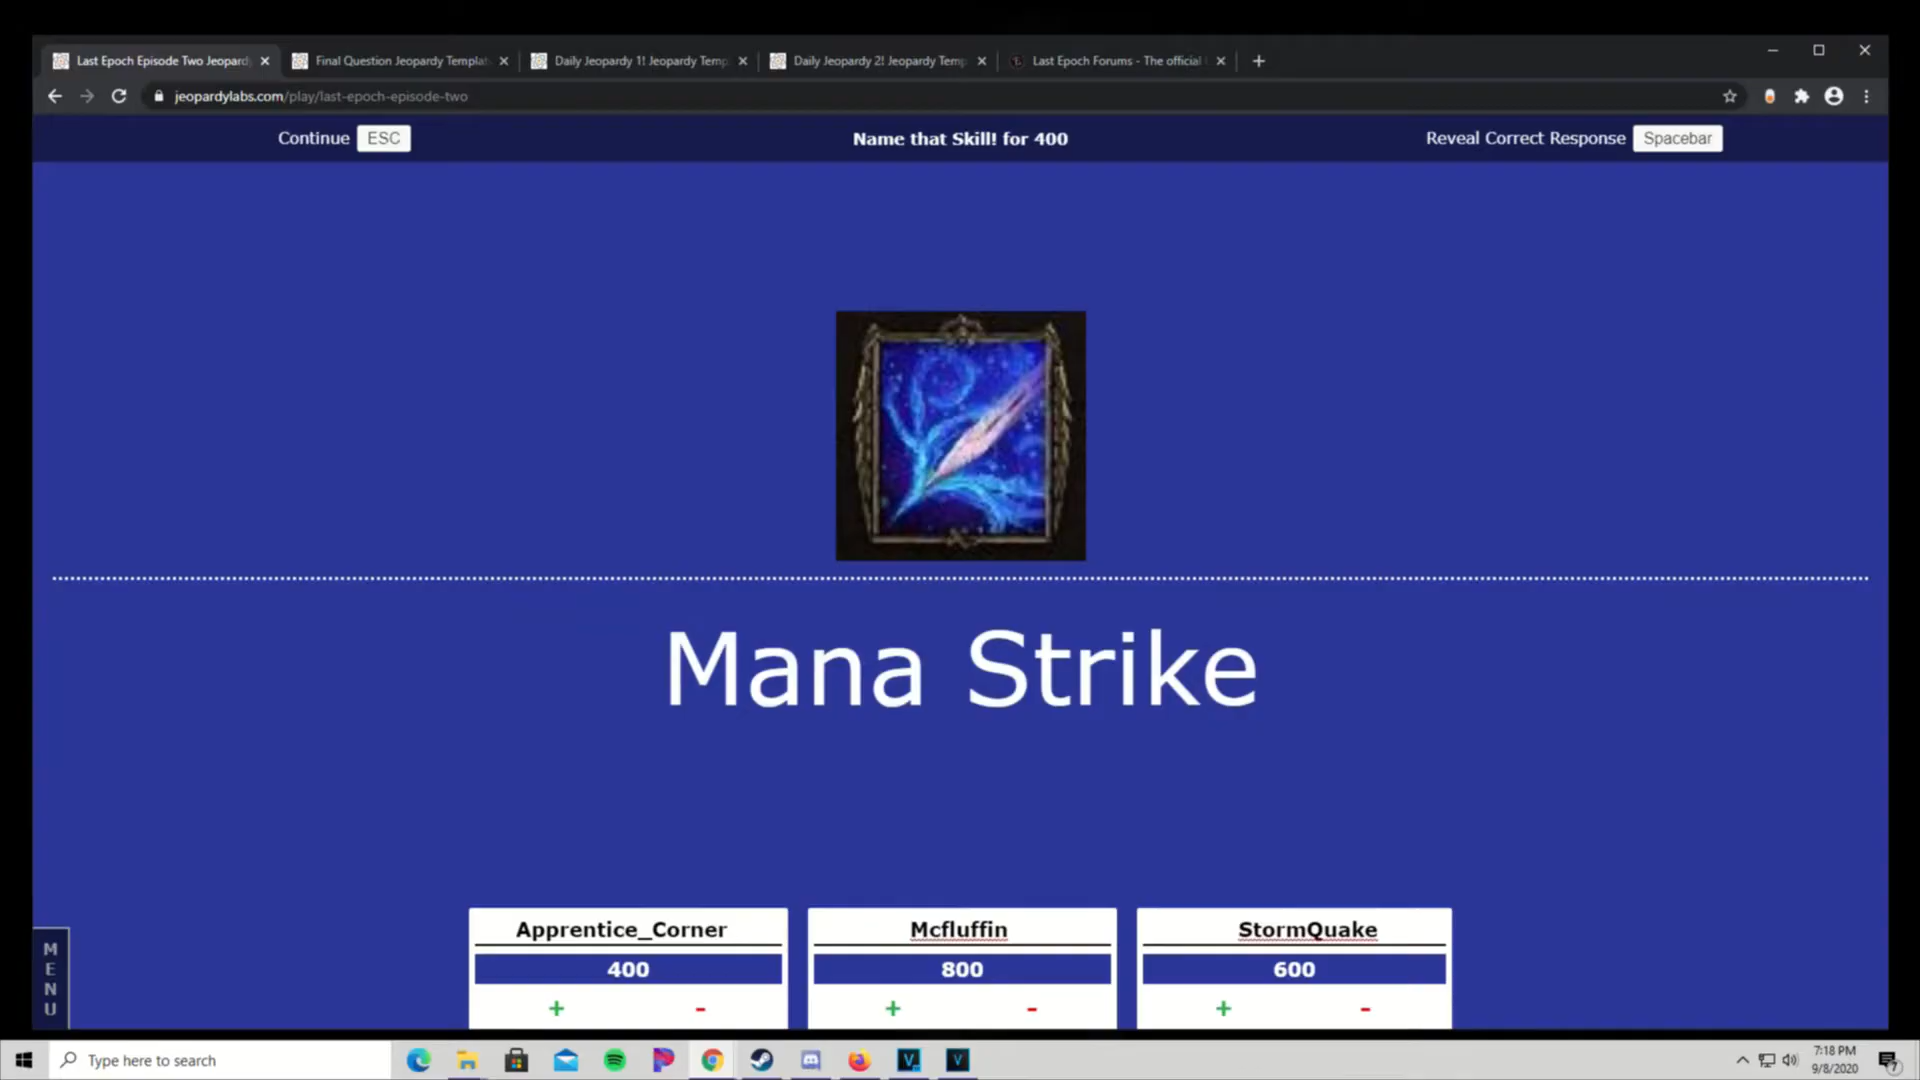 Last Epoch Episode Two Jeopard
Final Question Jeopardy Templat
Daily Jeopardy 1! Jeopardy Temp
Daily Jeopardy 2! Jeopardy Temp
Last Epoch Forums - The official
jeopardylabs.com/play/last-epoch-episode-two
Continue ESC
Name that Skill! for 400
Reveal Correct Response Spacebar
Mana Strike
Apprentice_Corner
Mcfluffin
StormQuake
400
800
600
+ -
+ -
+ -
MENU
Type here to search
7:18 PM
9/8/2020
7